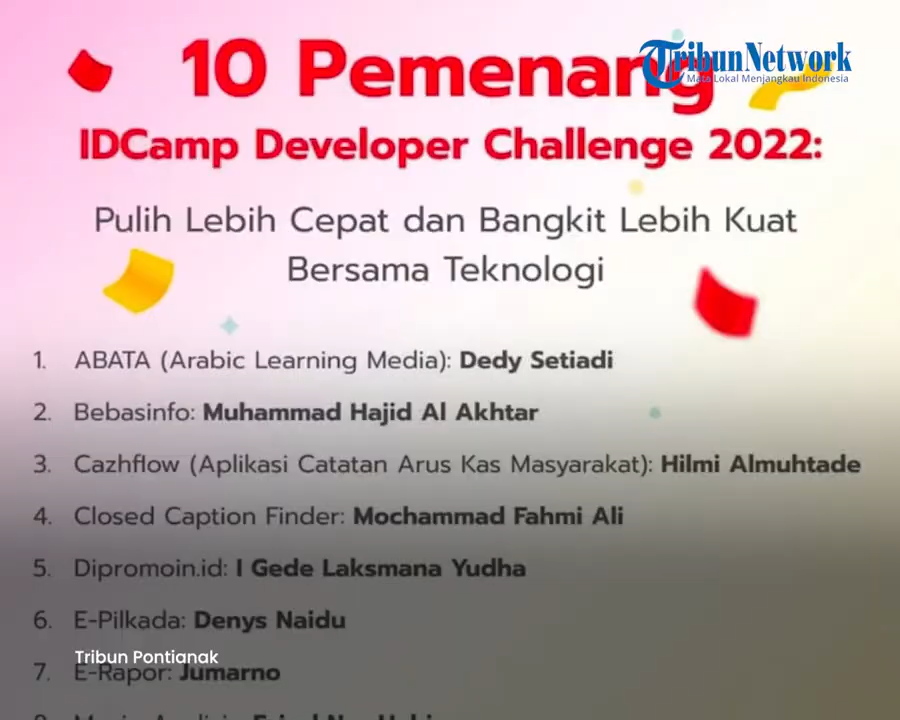 10 Pemenang
TribunNetwork
Mata Lokal Menjangkau Indonesia
IDCamp Developer Challenge 2022:
Pulih Lebih Cepat dan Bangkit Lebih Kuat
Bersama Teknologi
1. ABATA (Arabic Learning Media): Dedy Setiadi
2. Bebasinfo: Muhammad Hajid Al Akhtar
3. Cazhflow (Aplikasi Catatan Arus Kas Masyarakat): Hilmi Almuhtade
4. Closed Caption Finder: Mochammad Fahmi Ali
5. Dipromoin.id: I Gede Laksmana Yudha
6. E-Pilkada: Denys Naidu
Tribun Pontianak
7. E-Rapor: Jumarno